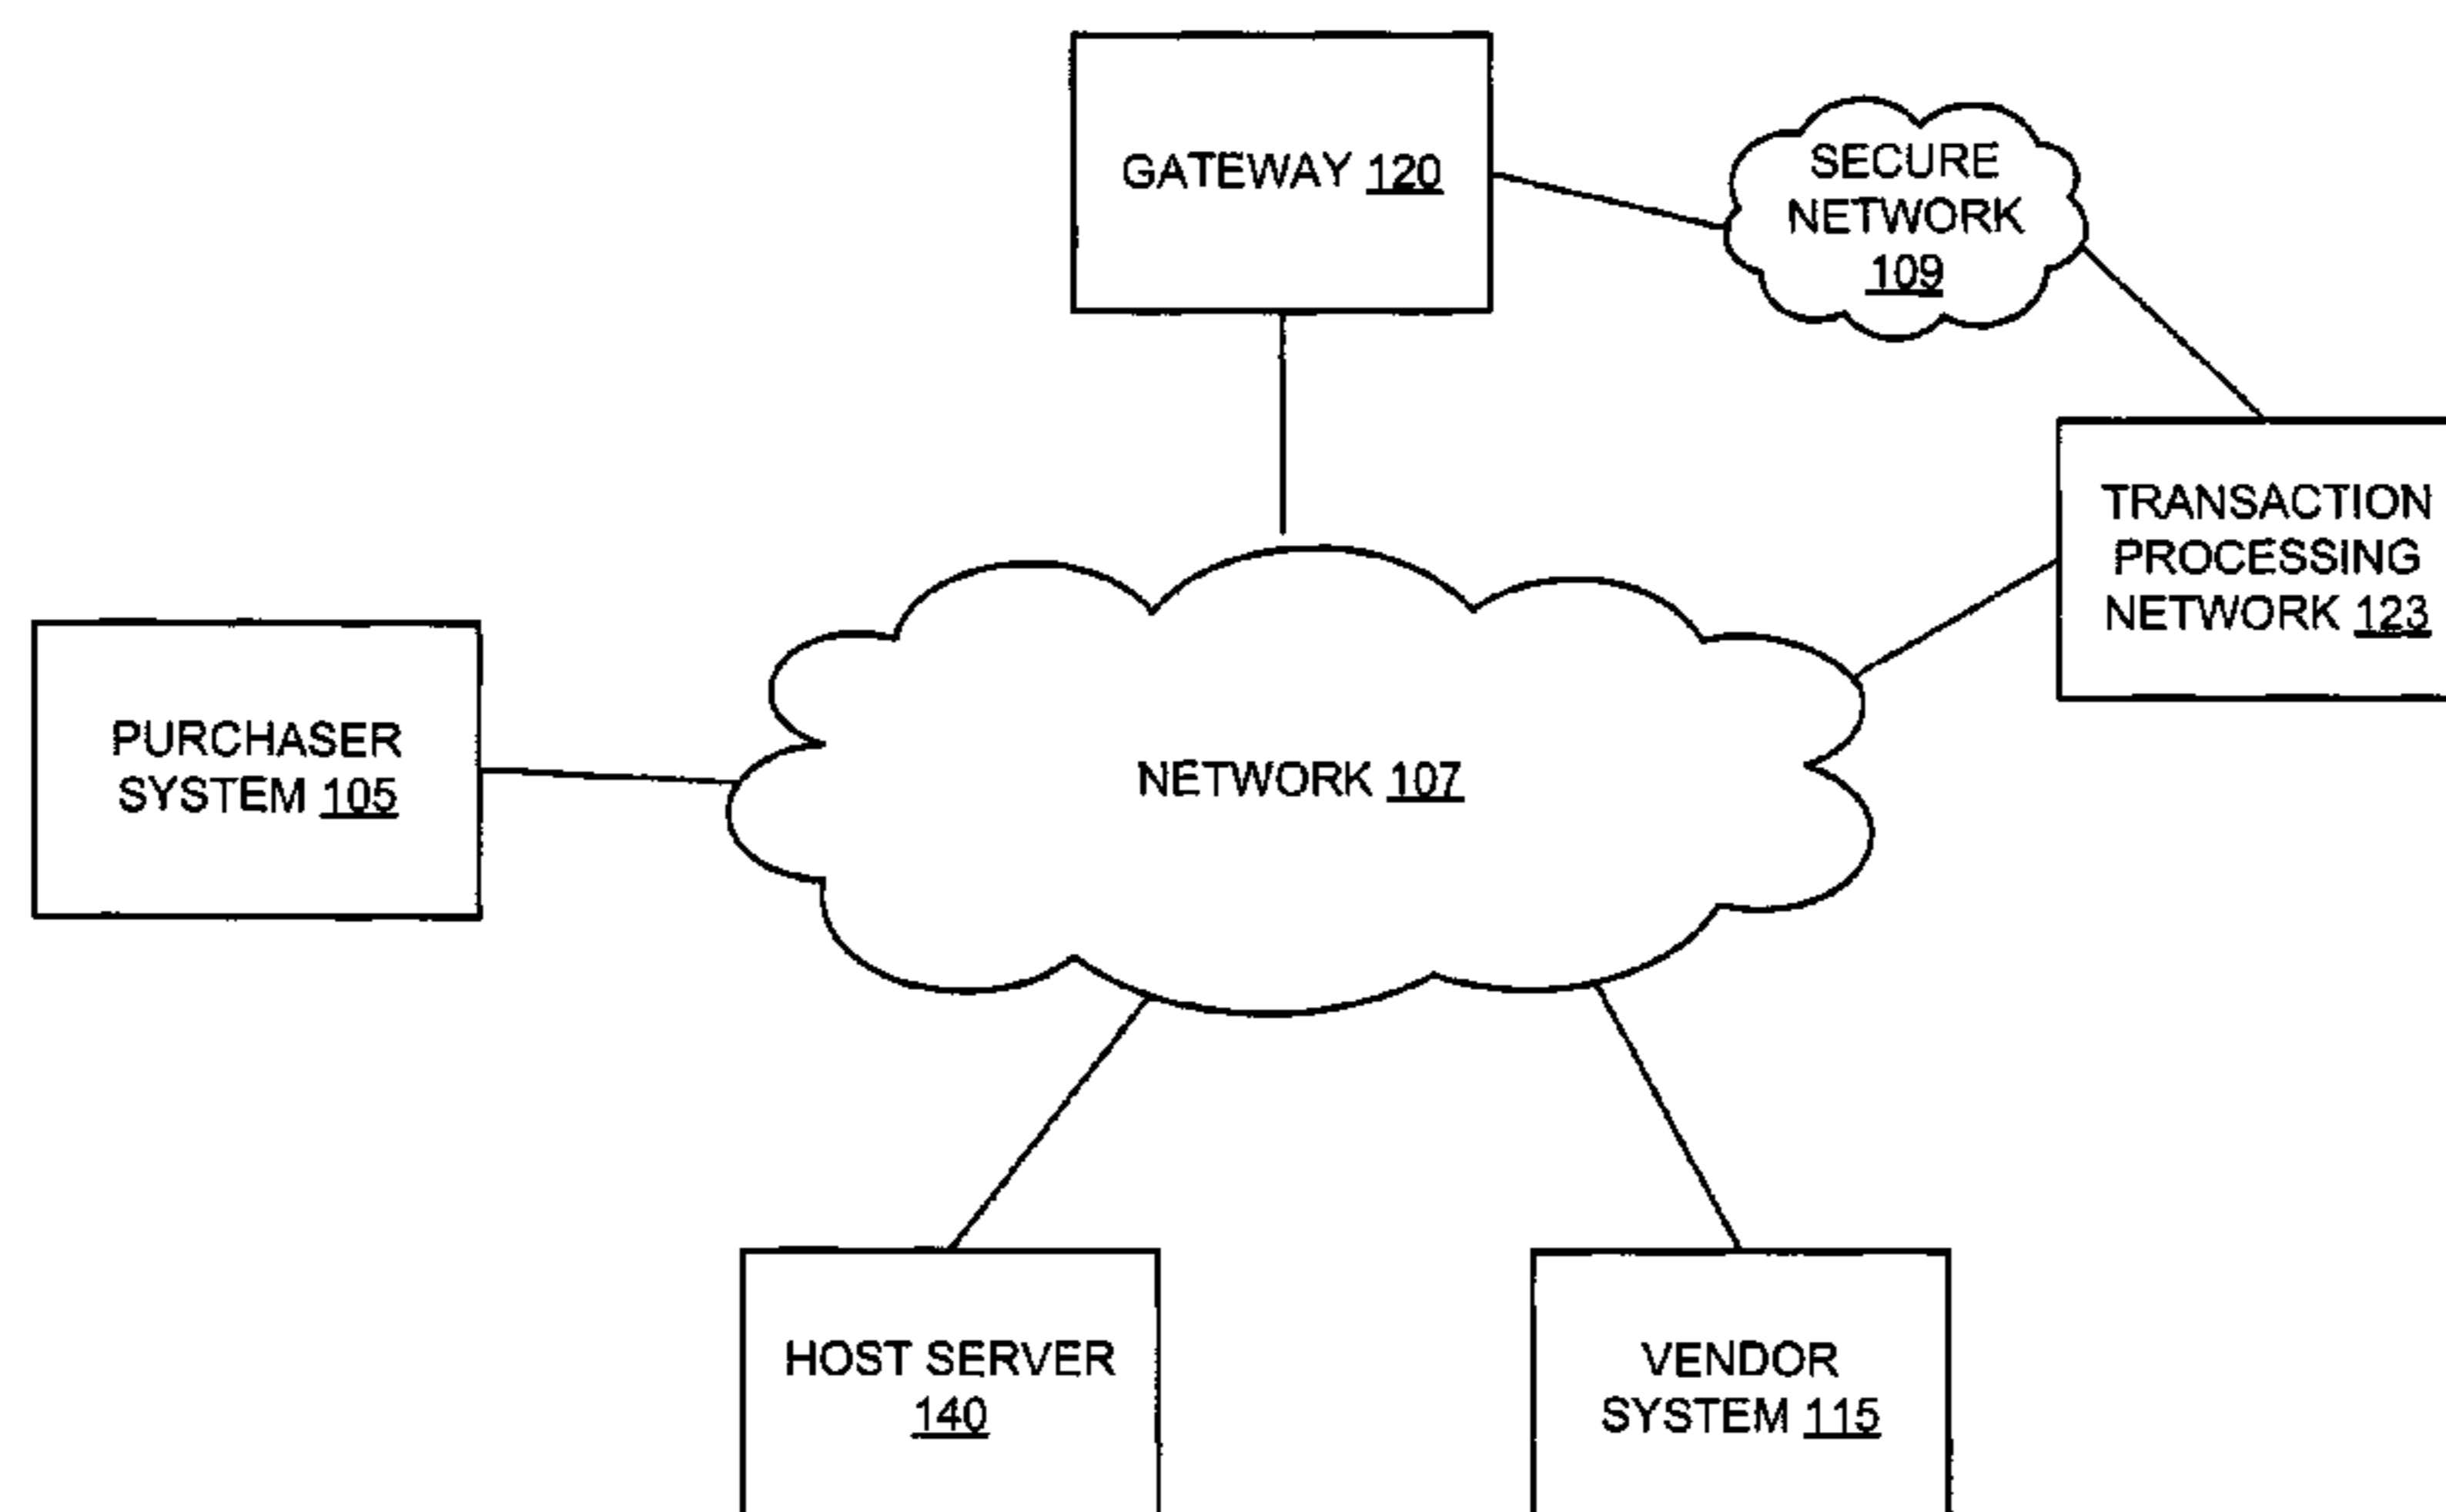 GATEWAY 120
SECURE
NETWORK
109
TRANSACTION
PROCESSING
NETWORK 123
PURCHASER
SYSTEM 105
NETWORK 107
HOST SERVER
140
VENDOR
SYSTEM 115